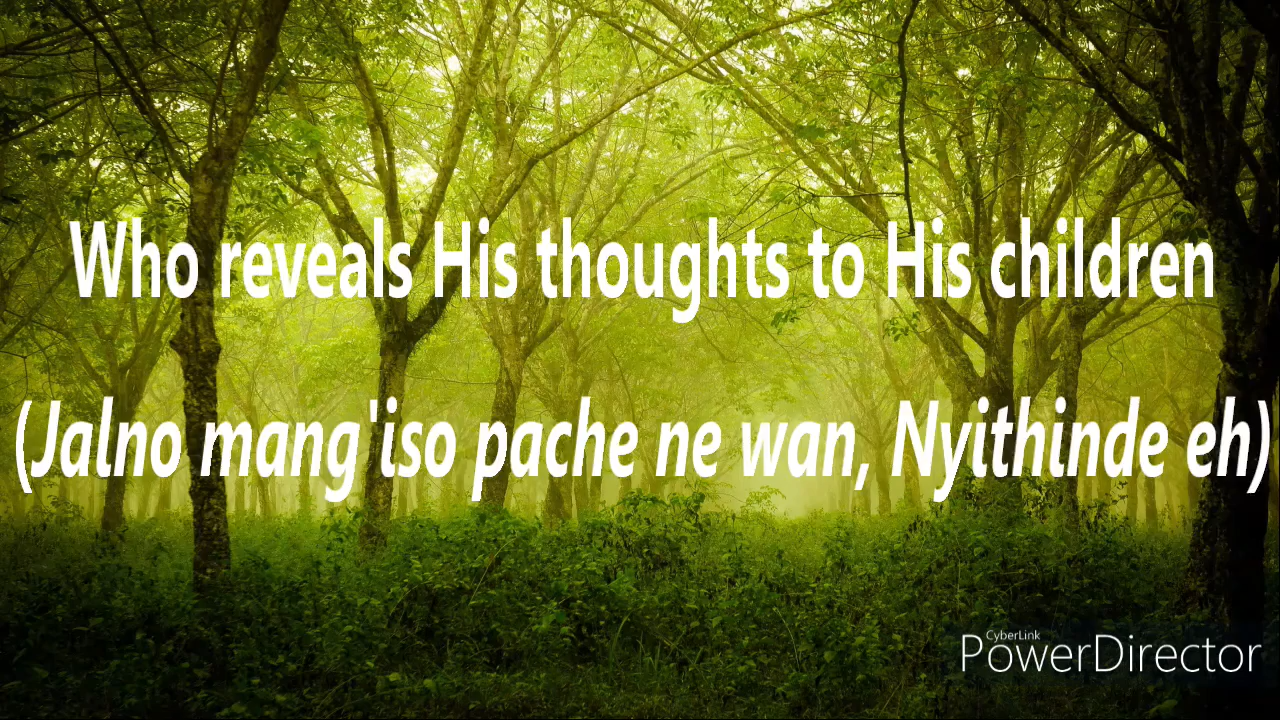 Who reveals His thoughts to His children
(Jalno mang'iso pache ne wan, Nyithinde eh)
CyberLink
PowerDirector